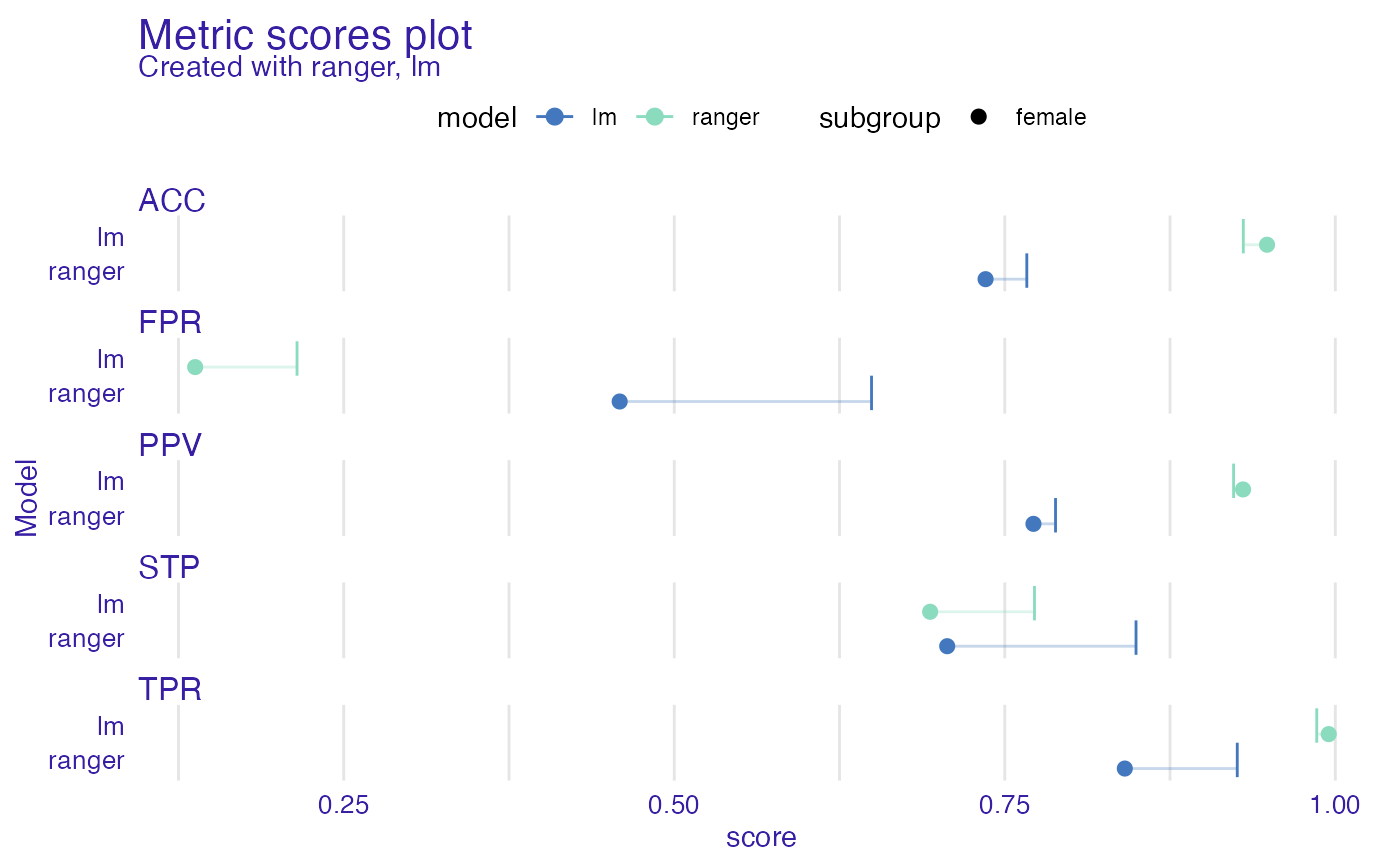 Metric scores plot
Created with ranger, lm
model lm ranger subgroup female
ACC
lm
ranger
FPR
lm
ranger
PPV
lm
ranger
Model
STP
lm
ranger
TPR
lm
ranger
0.25 0.50 0.75 1.00
score